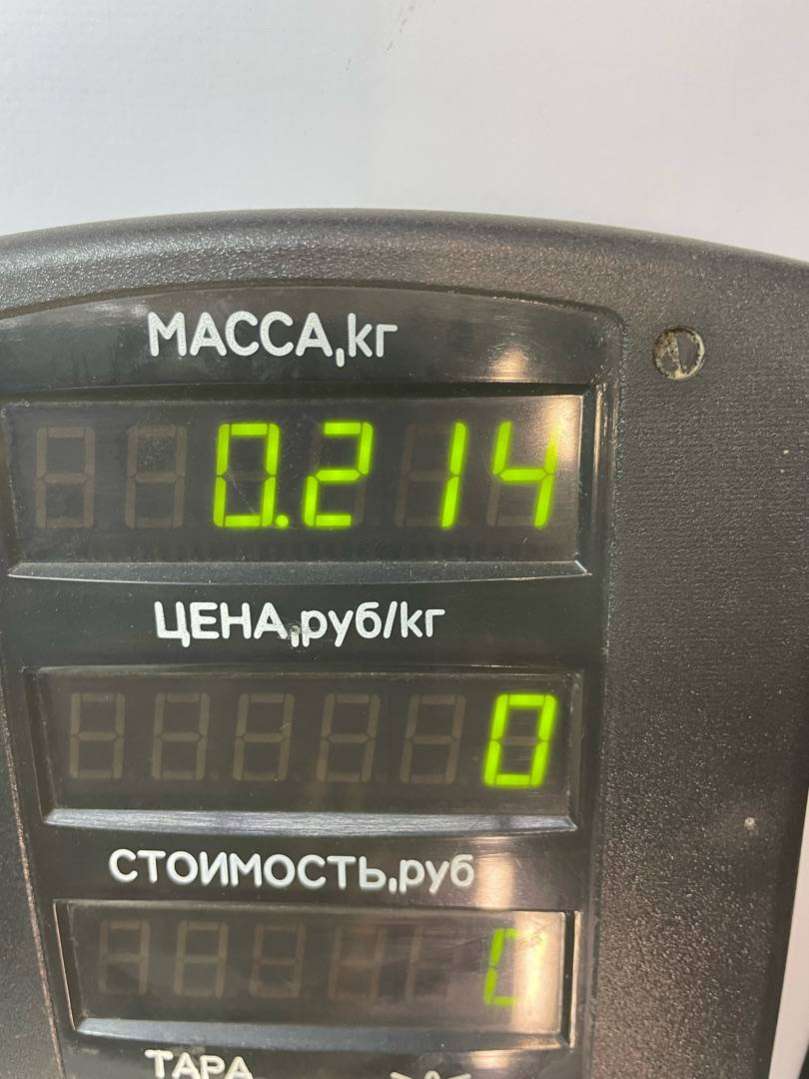 МАССА,кг
0.214
ЦЕНА,руб/кг
0
СТОИМОСТЬ,руб
ТАРА